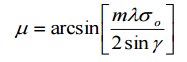 μ = arcsin[mλσₒ / 2 sin γ]